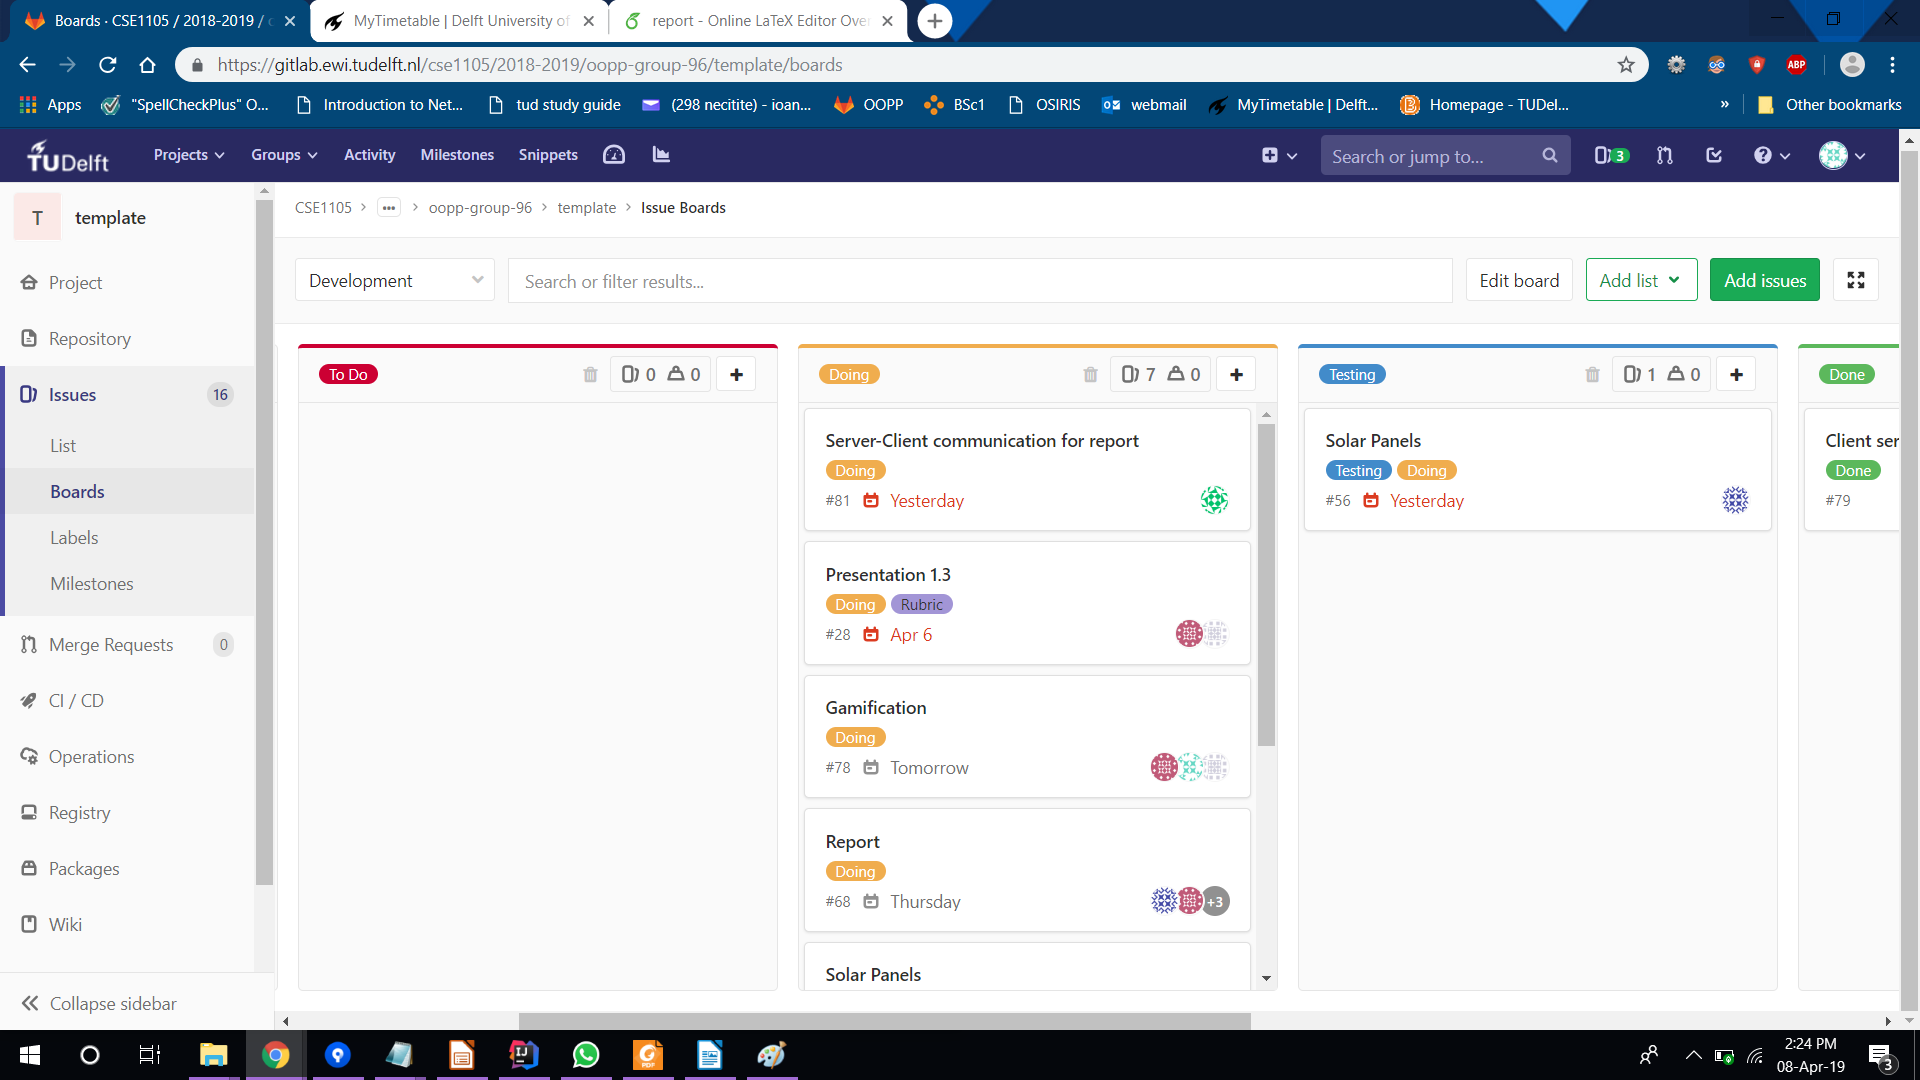 Boards · CSE1105 / 2018-2019 /
MyTimetable | Delft University of
report - Online LaTeX Editor Over
https://gitlab.ewi.tudelft.nl/cse1105/2018-2019/oopp-group-96/template/boards
ABP
Apps
"SpellCheckPlus" O...
Introduction to Net...
tud study guide
(298 necitite) - ioan...
OOPP
BSc1
OSIRIS
webmail
MyTimetable | Delft...
Homepage - TUDel...
»
Other bookmarks
TUDelft
Projects
Groups
Activity
Milestones
Snippets
Search or jump to...
3
T
template
CSE1105 > ... > oopp-group-96 > template > Issue Boards
Project
Repository
Issues 16
List
Boards
Labels
Milestones
Merge Requests 0
CI / CD
Operations
Registry
Packages
Wiki
Collapse sidebar
Development
Search or filter results...
Edit board
Add list
Add issues
To Do 0 0 +
Doing 7 0 +
Server-Client communication for report
Doing
#81 Yesterday
Presentation 1.3
Doing Rubric
#28 Apr 6
Gamification
Doing
#78 Tomorrow
Report
Doing
#68 Thursday +3
Solar Panels
Testing 1 0 +
Solar Panels
Testing Doing
#56 Yesterday
Done
Client ser
Done
#79
IJ
PDF
2:24 PM
08-Apr-19
3